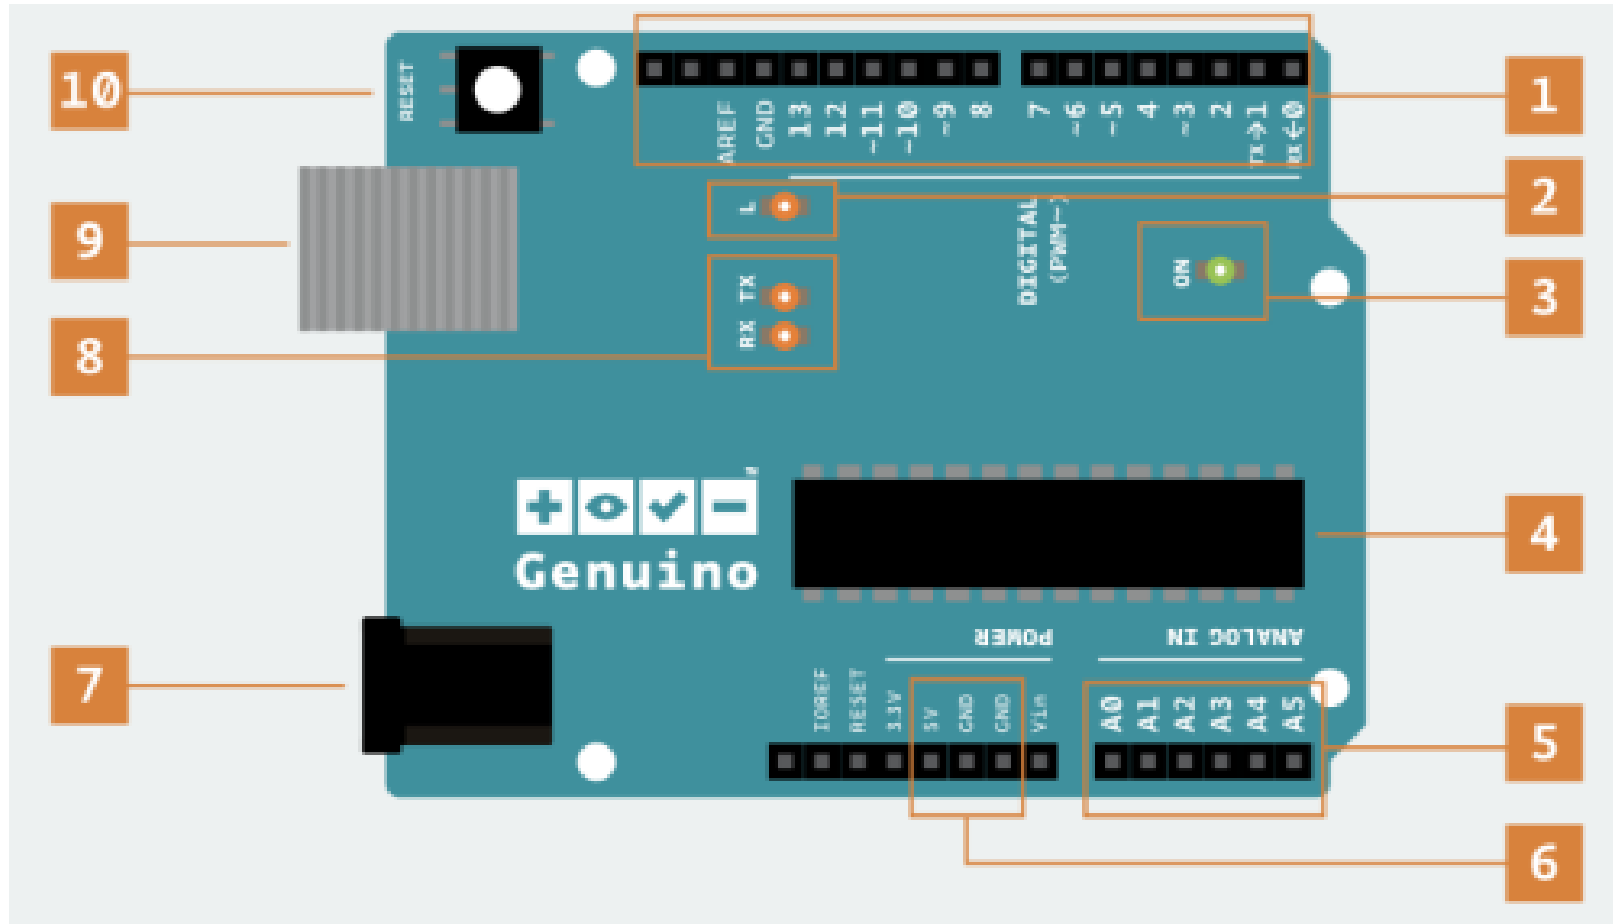 10
RESET
AREF GND 13 12 ~11 ~10 ~9 8 7 ~6 ~5 4 ~3 2 TX→1 RX←0
1
L
2
9
TX
RX
DIGITAL
(PWM~)
ON
3
8
Genuino
4
POWER
ANALOG IN
7
IOREF RESET 3.3V 5V GND GND Vin
A0 A1 A2 A3 A4 A5
5
6